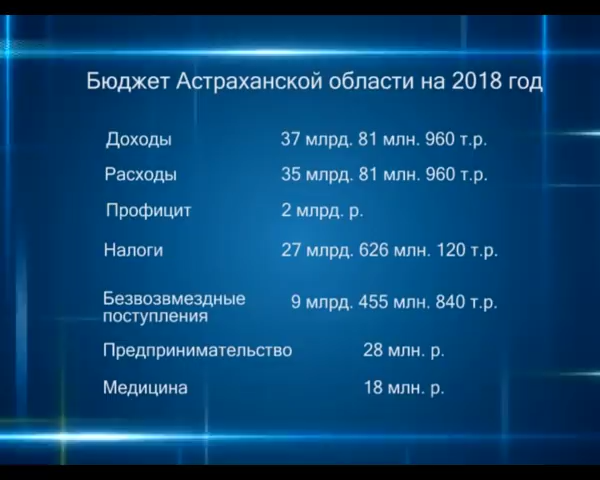 Бюджет Астраханской области на 2018 год
Доходы 37 млрд. 81 млн. 960 т.р.
Расходы 35 млрд. 81 млн. 960 т.р.
Профицит 2 млрд. р.
Налоги 27 млрд. 626 млн. 120 т.р.
Безвозвмездные
поступления 9 млрд. 455 млн. 840 т.р.
Предпринимательство 28 млн. р.
Медицина 18 млн. р.